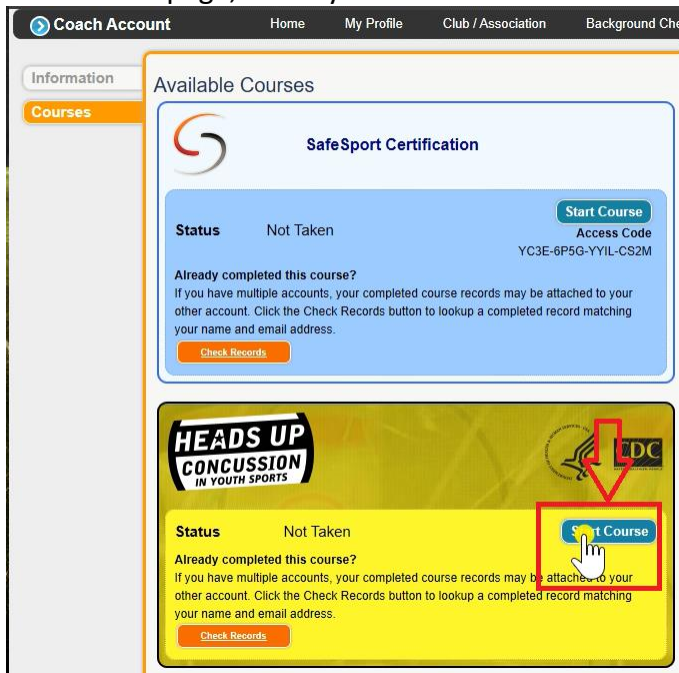 Coach Account Home My Profile Club / Association Background Che
Information
Courses
Available Courses
SafeSport Certification
Start Course
Status Not Taken
Access Code
YC3E-6P5G-YYIL-CS2M
Already completed this course?
If you have multiple accounts, your completed course records may be attached to your
other account. Click the Check Records button to lookup a completed record matching
your name and email address.
Check Records
HEADS UP
CONCUSSION
IN YOUTH SPORTS
CDC
Status Not Taken
Start Course
Already completed this course?
If you have multiple accounts, your completed course records may be attached to your
other account. Click the Check Records button to lookup a completed record matching
your name and email address.
Check Records